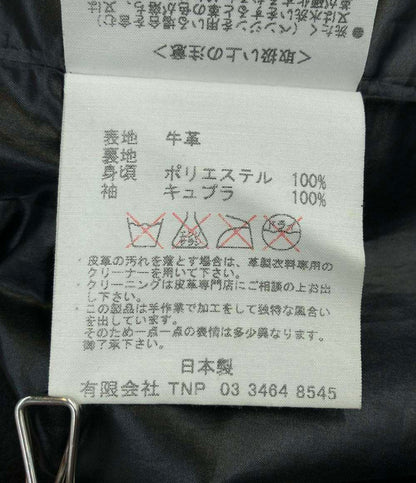 <取扱い上の注意>
表地 牛革
裏地
身頃 ポリエステル 100%
袖 キュプラ 100%
・皮革の汚れを落とす場合は、革製衣料専用の
クリーナーを用いて下さい。
・クリーニングは皮革専門店にご相談の上お出
し下さい。
・この製品は手作業で加工をして独特な風合い
を出しています。
そのため一点一点の表情は多少異なります。
御了承下さい。
日本製
有限会社 TNP 03 3464 8545